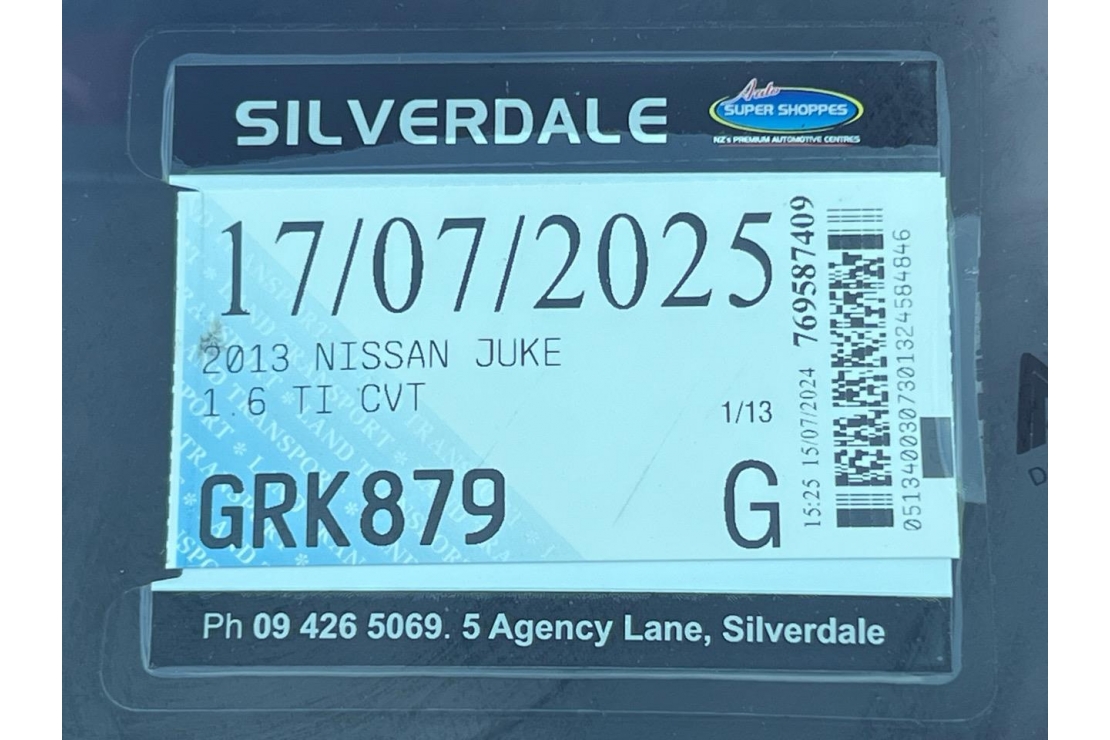 SILVERDALE
Auto
SUPER SHOPPES
NZ's PREMIUM AUTOMOTIVE CENTRES
17/07/2025
2013 NISSAN JUKE
1.6 TI CVT
1/13
GRK879
G
15:25 15/07/2024 769587409
0513400307301324584846
Ph 09 426 5069. 5 Agency Lane, Silverdale